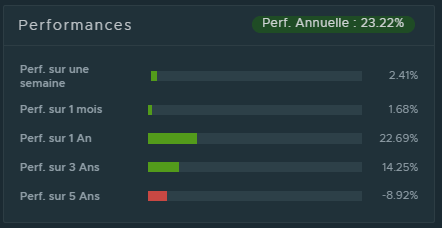 Performances
Perf. Annuelle : 23.22%
Perf. sur une
semaine
2.41%
Perf. sur 1 mois
1.68%
Perf. sur 1 An
22.69%
Perf. sur 3 Ans
14.25%
Perf. sur 5 Ans
-8.92%